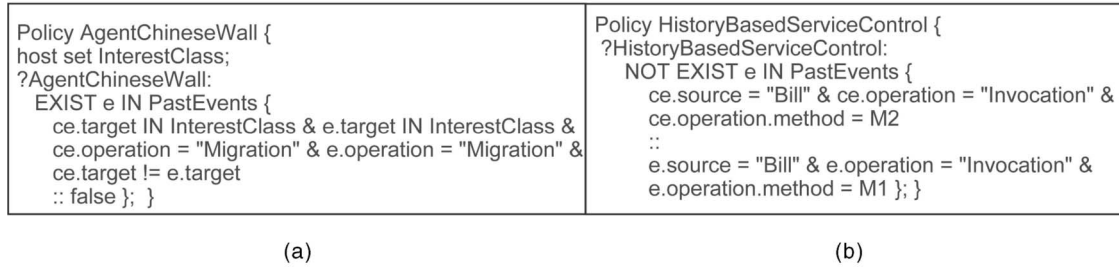 Policy AgentChineseWall {
host set InterestClass;
?AgentChineseWall:
EXIST e IN PastEvents {
ce.target IN InterestClass & e.target IN InterestClass &
ce.operation = "Migration" & e.operation = "Migration" &
ce.target != e.target
:: false }; }
(a)
Policy HistoryBasedServiceControl {
?HistoryBasedServiceControl:
NOT EXIST e IN PastEvents {
ce.source = "Bill" & ce.operation = "Invocation" &
ce.operation.method = M2
::
e.source = "Bill" & e.operation = "Invocation" &
e.operation.method = M1 }; }
(b)